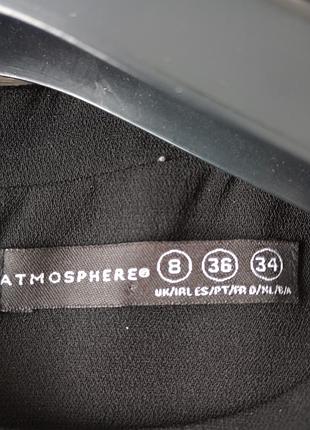 ATMOSPHERE® 8 36 34
UK/IRL ES/PT/FR D/NL/B/A